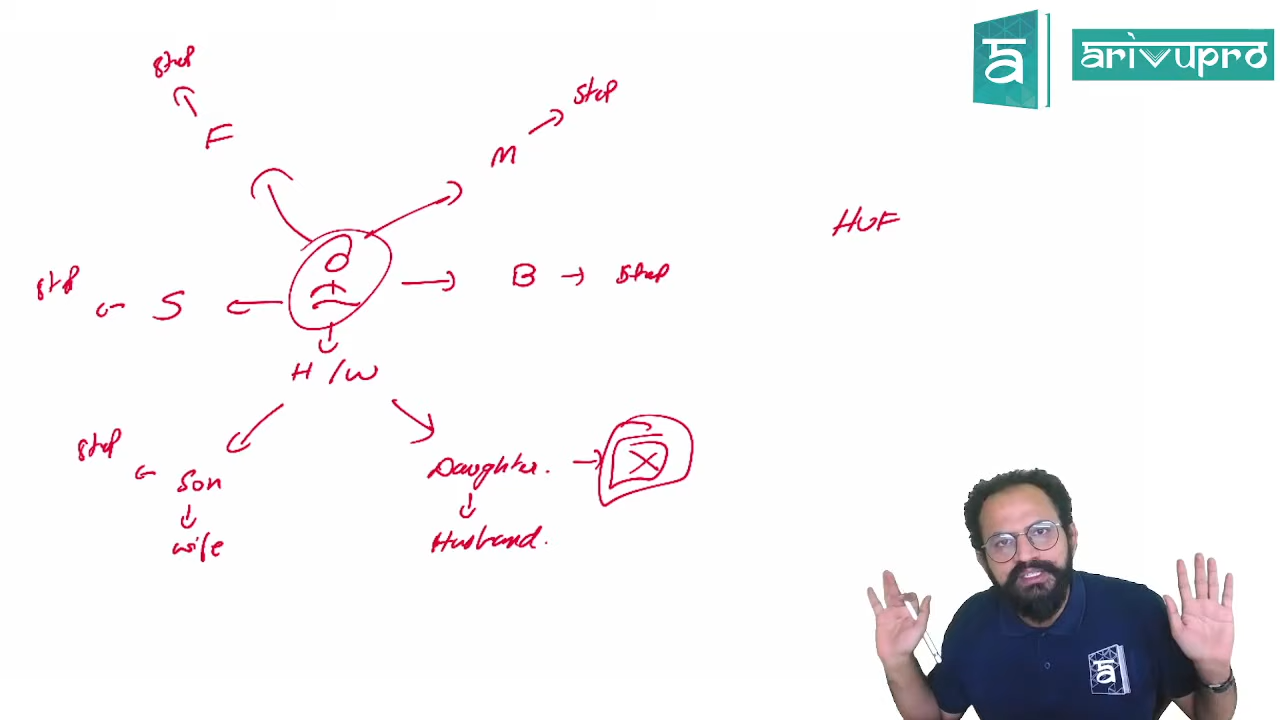 ā
arivupro
step
F
step
M
HUF
step
S
B → step
H/W
step
Son
wife
Daughter. → X
Husband.
ā